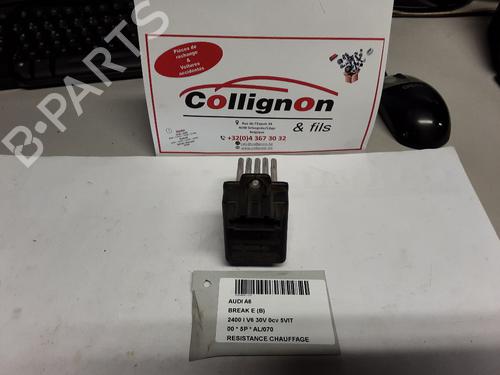 Pièces de
rechange
&
Voitures
accidentées
Collignon
& fils
+32(0)4 367 30 32
AUDI A6
BREAK E (B)
2400 i V6 30V 0cv 5VIT
00 * 5P * AL/070
RESISTANCE CHAUFFAGE